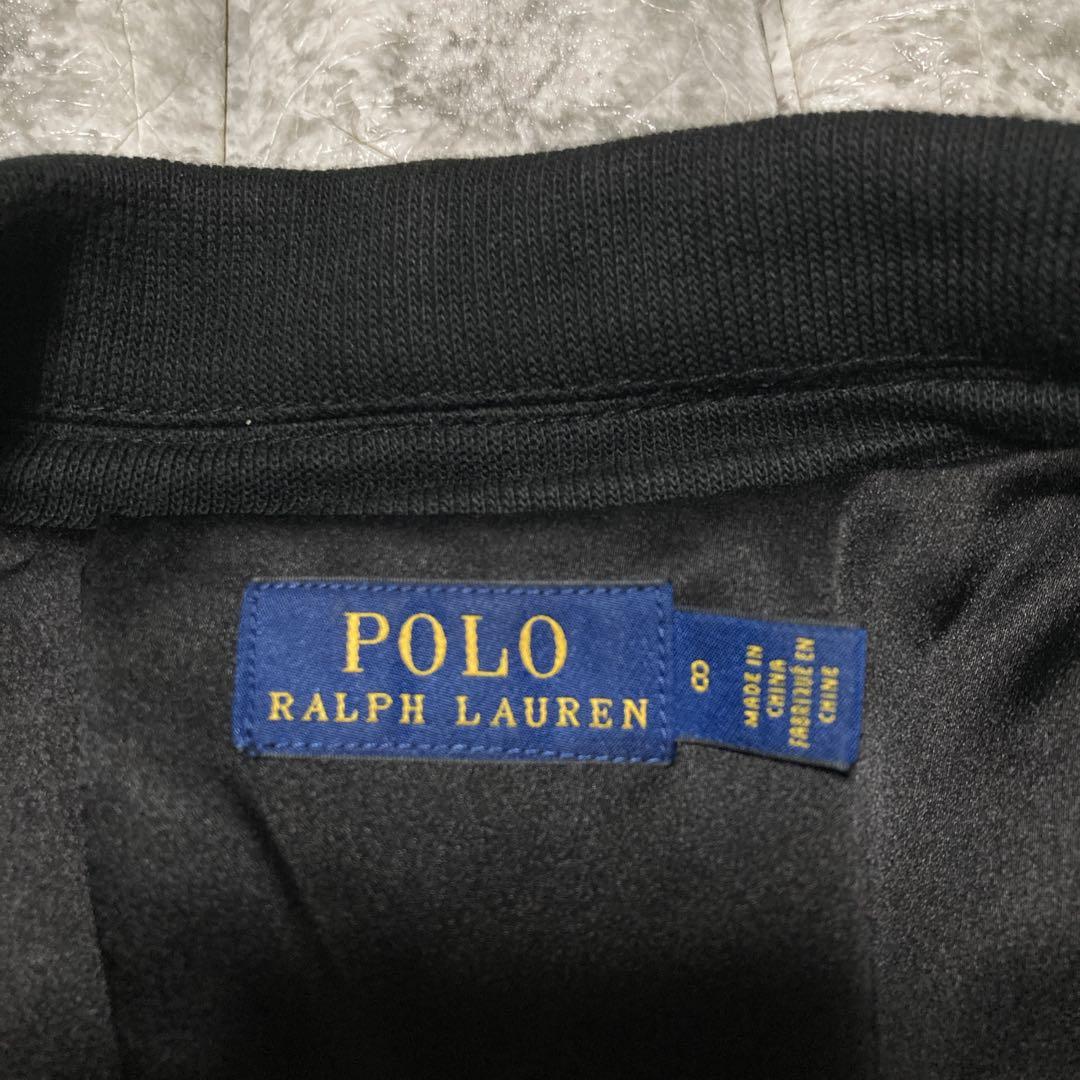 POLO
RALPH LAUREN
8
MADE IN
CHINA
FABRIQUÉ EN
CHINE